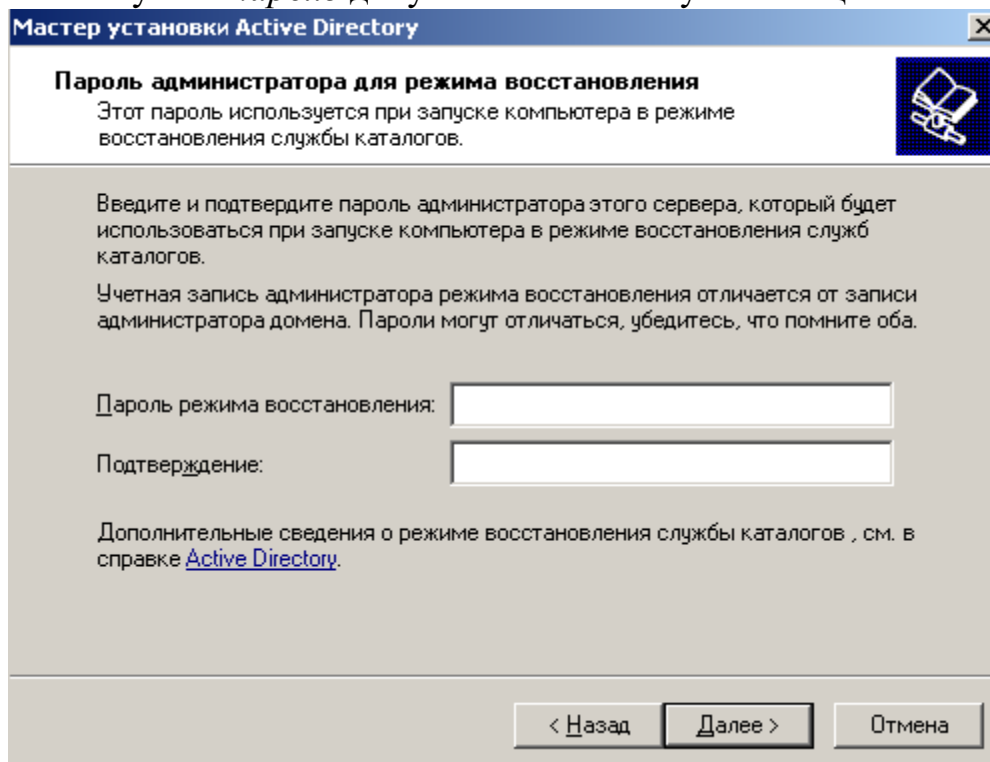 Мастер установки Active Directory
Пароль администратора для режима восстановления
Этот пароль используется при запуске компьютера в режиме
восстановления службы каталогов.
Введите и подтвердите пароль администратора этого сервера, который будет
использоваться при запуске компьютера в режиме восстановления служб
каталогов.
Учетная запись администратора режима восстановления отличается от записи
администратора домена. Пароли могут отличаться, убедитесь, что помните оба.
Пароль режима восстановления:
Подтверждение:
Дополнительные сведения о режиме восстановления службы каталогов , см. в
справке Active Directory.
< Назад Далее > Отмена